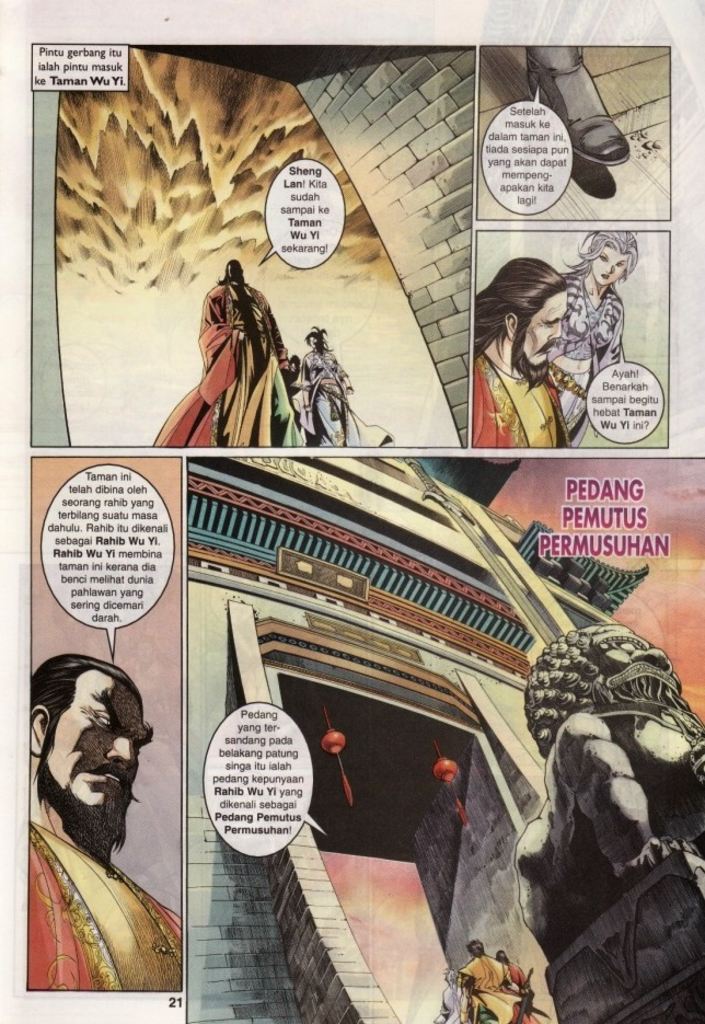 Pintu gerbang itu
ialah pintu masuk
ke Taman Wu Yi.
Sheng
Lan! Kita
sudah
sampai ke
Taman
Wu Yi
sekarang!
Setelah
masuk ke
dalam taman ini,
tiada sesiapa pun
yang akan dapat
mempeng-
apakan kita
lagi!
Ayah!
Benarkah
sampai begitu
hebat Taman
Wu Yi ini?
Taman ini
telah dibina oleh
seorang rahib yang
terbilang suatu masa
dahulu. Rahib itu dikenali
sebagai Rahib Wu Yi.
Rahib Wu Yi membina
taman ini kerana dia
benci melihat dunia
pahlawan yang
sering dicemari
darah.
PEDANG
PEMUTUS
PERMUSUHAN
Pedang
yang ter-
sandang pada
belakang patung
singa itu ialah
pedang kepunyaan
Rahib Wu Yi yang
dikenali sebagai
Pedang Pemutus
Permusuhan!
21